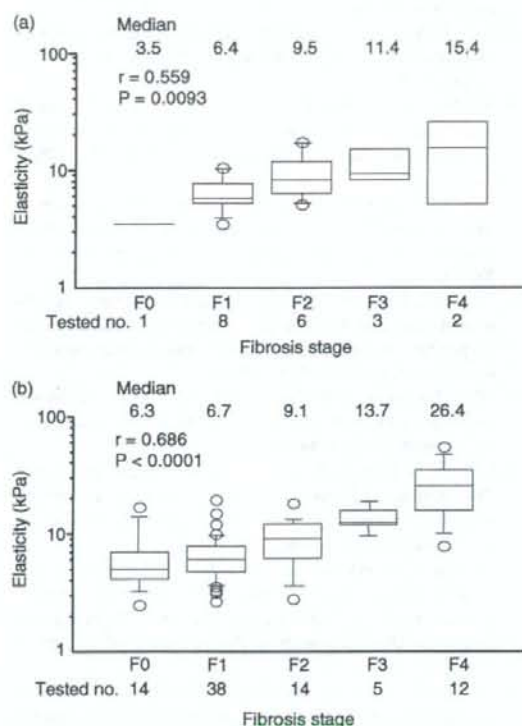 (a) Median
3.5 6.4 9.5 11.4 15.4
100
r = 0.559
P = 0.0093
Elasticity (kPa)
10
1
F0 F1 F2 F3 F4
Tested no. 1 8 6 3 2
Fibrosis stage
(b) Median
6.3 6.7 9.1 13.7 26.4
100
r = 0.686
P < 0.0001
Elasticity (kPa)
10
1
F0 F1 F2 F3 F4
Tested no. 14 38 14 5 12
Fibrosis stage